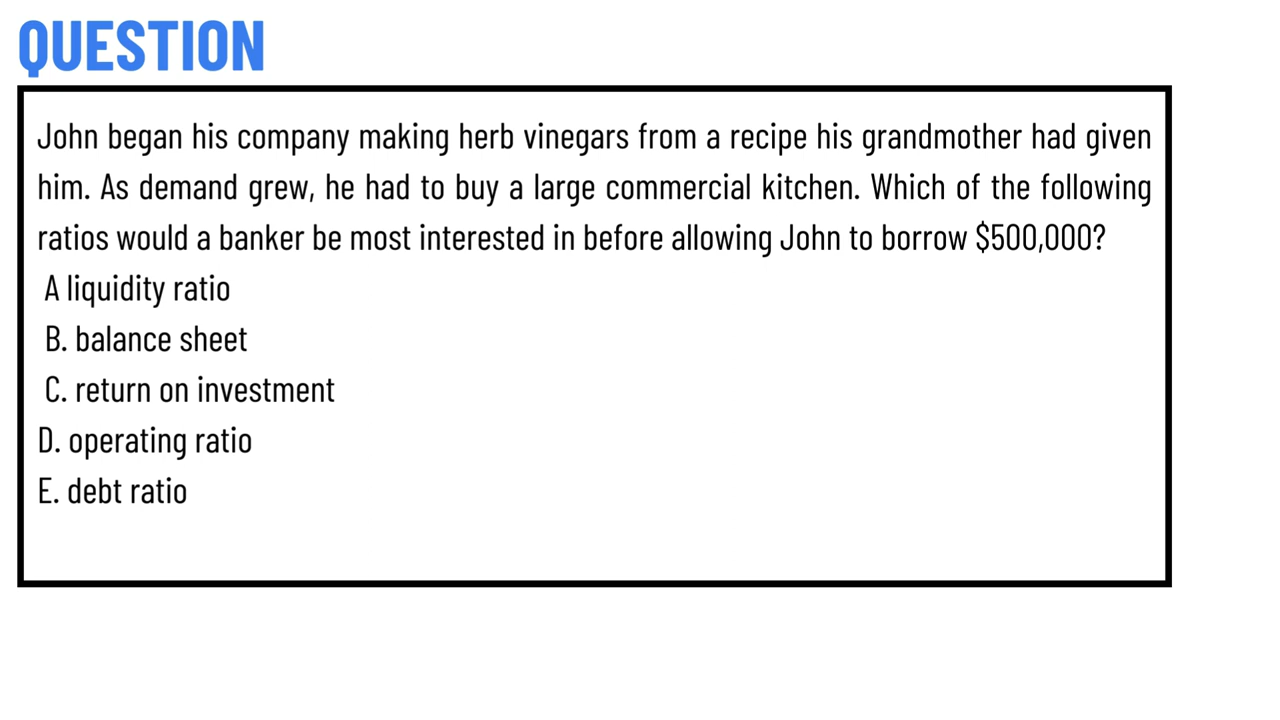 QUESTION
John began his company making herb vinegars from a recipe his grandmother had given
him. As demand grew, he had to buy a large commercial kitchen. Which of the following
ratios would a banker be most interested in before allowing John to borrow $500,000?
A liquidity ratio
B. balance sheet
C. return on investment
D. operating ratio
E. debt ratio